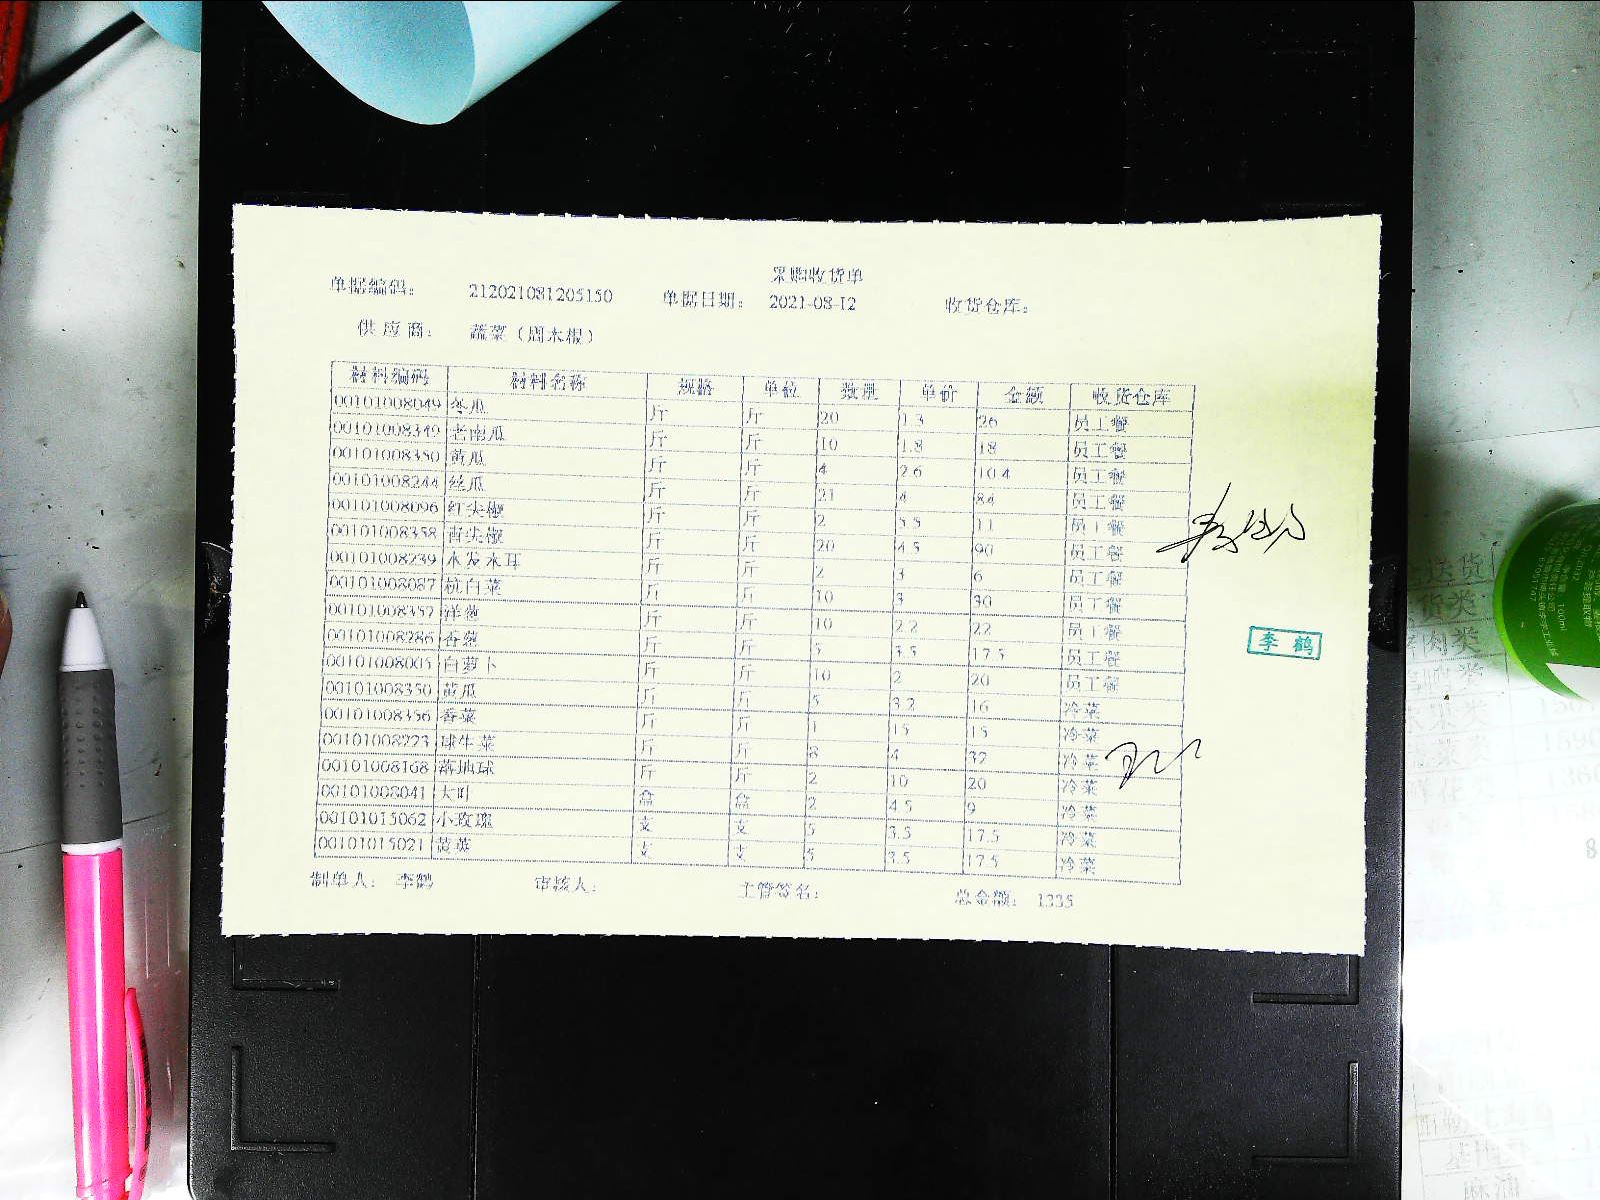 采购收货单
单据编码: 212021081205150 单据日期: 2021-08-12 收货仓库:
供应商: 蔬菜(周木根)
材料编码 材料名称 规格 单位 数量 单价 金额 收货仓库
00101008049 冬瓜 斤 斤 20 1.3 26 员工餐
00101008349 老南瓜 斤 斤 10 1.8 18 员工餐
00101008350 黄瓜 斤 斤 4 2.6 10.4 员工餐
00101008244 丝瓜 斤 斤 21 4 84 员工餐
00101008096 红尖椒 斤 斤 2 5.5 11 员工餐
00101008358 青尖椒 斤 斤 20 4.5 90 员工餐
00101008239 水发木耳 斤 斤 2 3 6 员工餐
00101008087 杭白菜 斤 斤 10 3 30 员工餐
00101008357 洋葱 斤 斤 10 2.2 22 员工餐
00101008286 香葱 斤 斤 5 3.5 17.5 员工餐
00101008005 白萝卜 斤 斤 10 2 20 员工餐
00101008350 黄瓜 斤 斤 5 3.2 16 冷菜
00101008356 香菜 斤 斤 1 15 15 冷菜
00101008223 球生菜 斤 斤 8 4 32 冷菜
00101008168 斤 斤 2 10 20 冷菜
00101008041 大叶 盒 盒 2 4.5 9 冷菜
00101015062 小玫瑰 支 支 5 3.5 17.5 冷菜
00101015021 黄英 支 支 5 3.5 17.5 冷菜
制单人: 李鹤 审核人: 主管签名: 总金额: 1335
李鹤